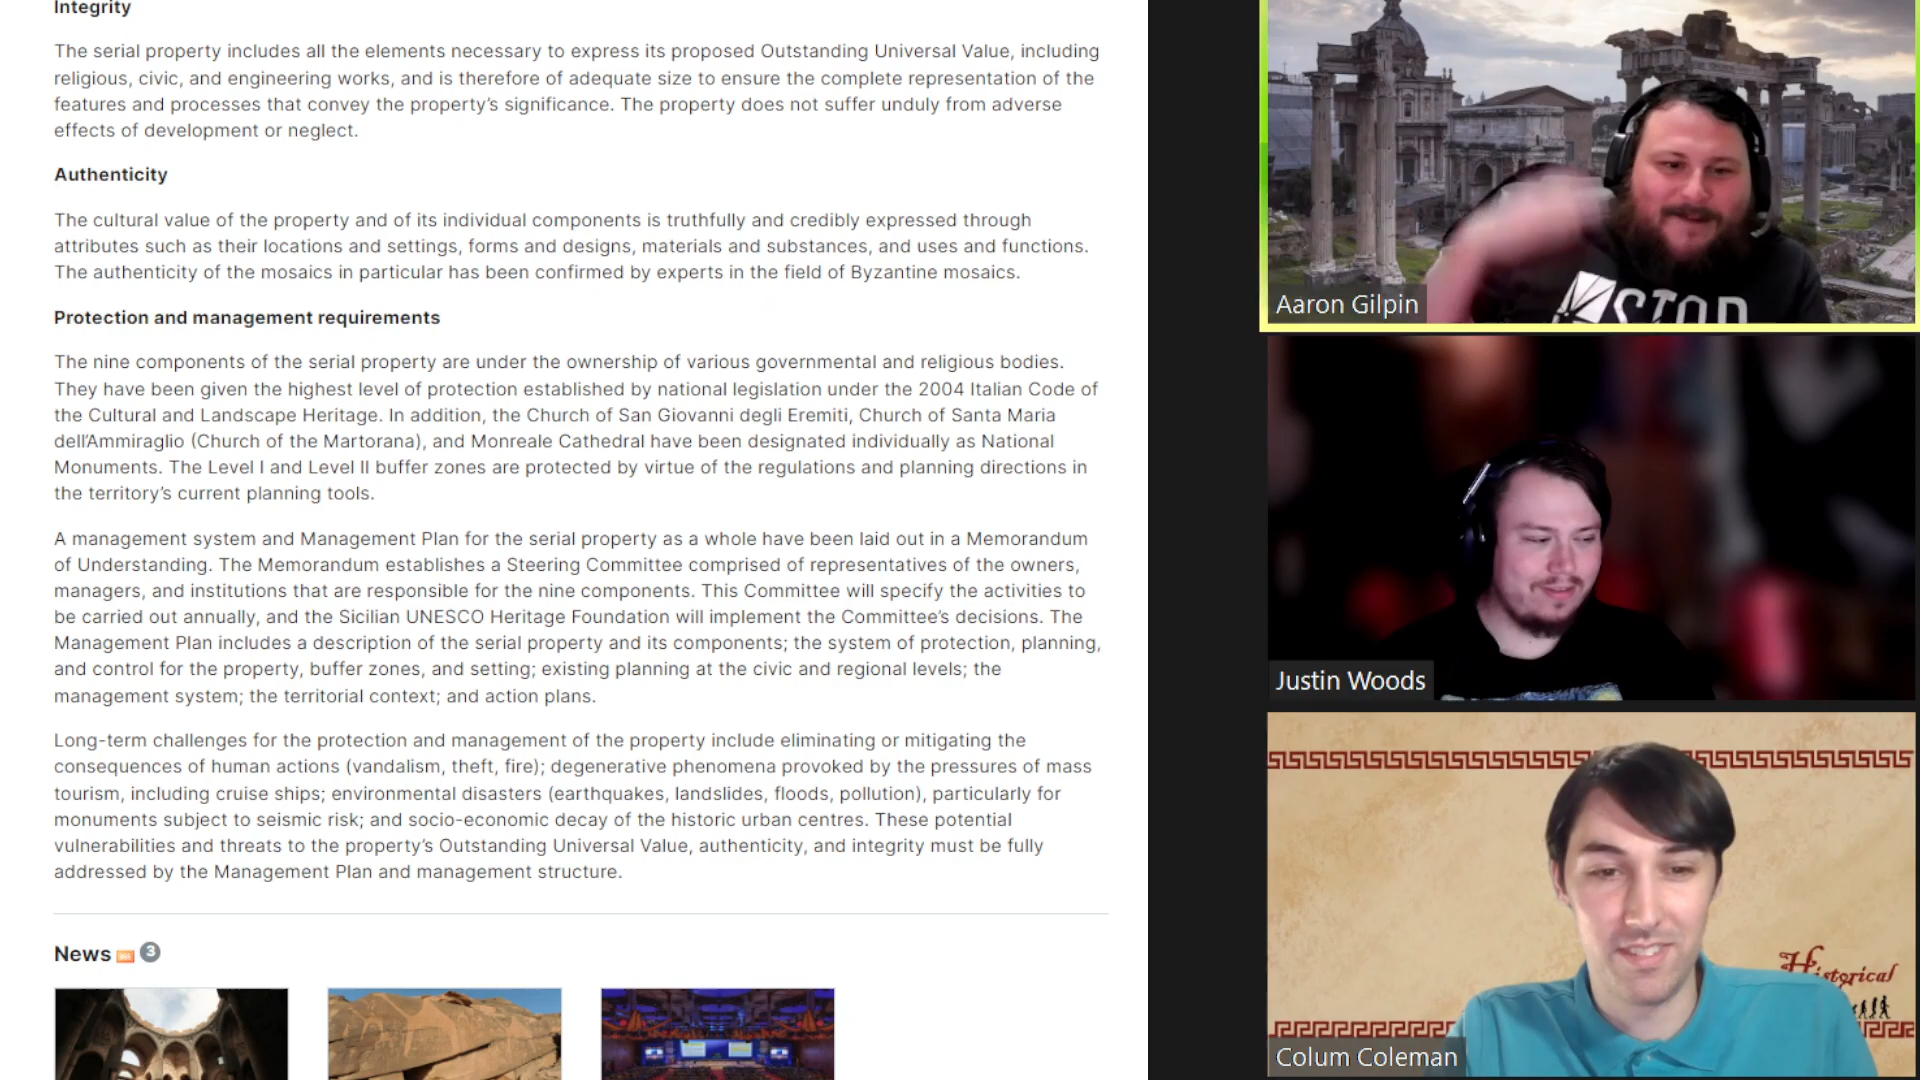 Integrity
The serial property includes all the elements necessary to express its proposed Outstanding Universal Value, including
religious, civic, and engineering works, and is therefore of adequate size to ensure the complete representation of the
features and processes that convey the property's significance. The property does not suffer unduly from adverse
effects of development or neglect.
Authenticity
The cultural value of the property and of its individual components is truthfully and credibly expressed through
attributes such as their locations and settings, forms and designs, materials and substances, and uses and functions.
The authenticity of the mosaics in particular has been confirmed by experts in the field of Byzantine mosaics.
Protection and management requirements
The nine components of the serial property are under the ownership of various governmental and religious bodies.
They have been given the highest level of protection established by national legislation under the 2004 Italian Code of
the Cultural and Landscape Heritage. In addition, the Church of San Giovanni degli Eremiti, Church of Santa Maria
dell'Ammiraglio (Church of the Martorana), and Monreale Cathedral have been designated individually as National
Monuments. The Level I and Level II buffer zones are protected by virtue of the regulations and planning directions in
the territory's current planning tools.
A management system and Management Plan for the serial property as a whole have been laid out in a Memorandum
of Understanding. The Memorandum establishes a Steering Committee comprised of representatives of the owners,
managers, and institutions that are responsible for the nine components. This Committee will specify the activities to
be carried out annually, and the Sicilian UNESCO Heritage Foundation will implement the Committee's decisions. The
Management Plan includes a description of the serial property and its components; the system of protection, planning,
and control for the property, buffer zones, and setting; existing planning at the civic and regional levels; the
management system; the territorial context; and action plans.
Long-term challenges for the protection and management of the property include eliminating or mitigating the
consequences of human actions (vandalism, theft, fire); degenerative phenomena provoked by the pressures of mass
tourism, including cruise ships; environmental disasters (earthquakes, landslides, floods, pollution), particularly for
monuments subject to seismic risk; and socio-economic decay of the historic urban centres. These potential
vulnerabilities and threats to the property's Outstanding Universal Value, authenticity, and integrity must be fully
addressed by the Management Plan and management structure.
News 3
STOP
Aaron Gilpin
Justin Woods
Historical
Colum Coleman